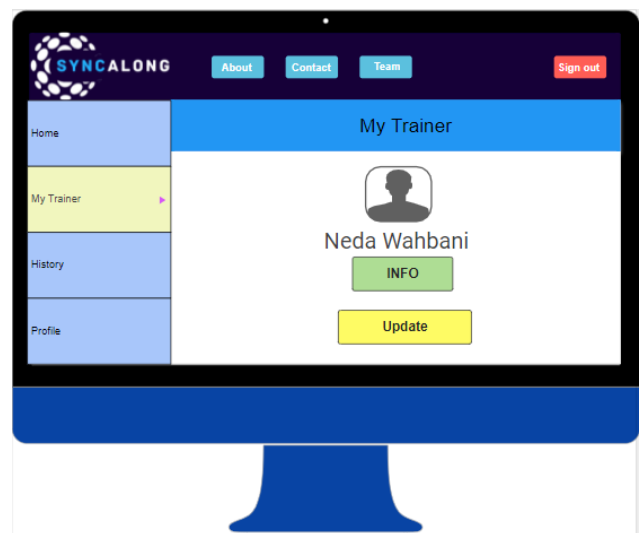 SYNCALONG
About
Contact
Team
Sign out
My Trainer
Home
My Trainer
History
Profile
Neda Wahbani
INFO
Update